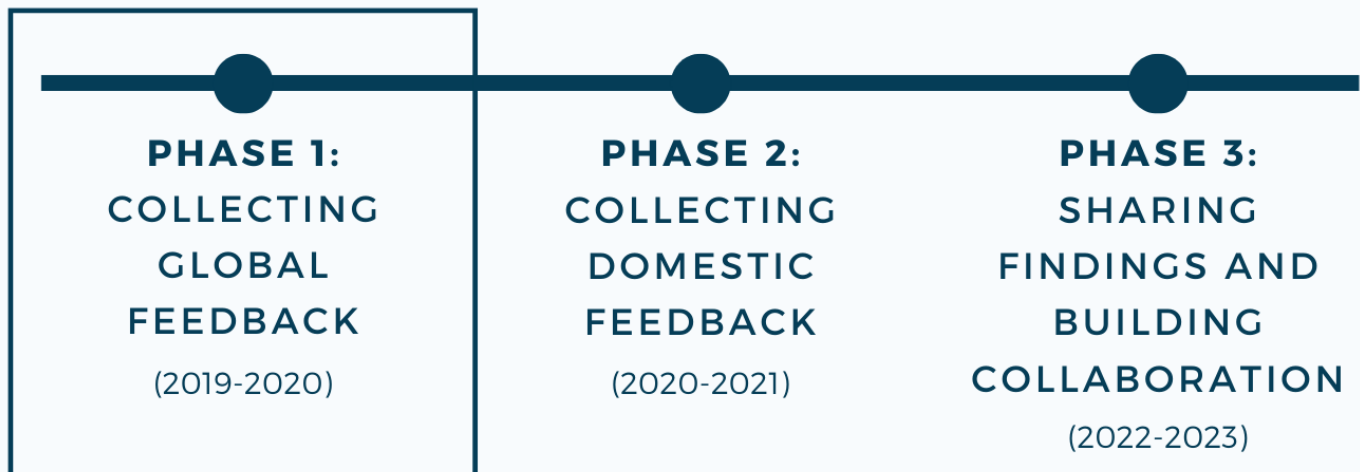 PHASE 1:
COLLECTING
GLOBAL
FEEDBACK
(2019-2020)
PHASE 2:
COLLECTING
DOMESTIC
FEEDBACK
(2020-2021)
PHASE 3:
SHARING
FINDINGS AND
BUILDING
COLLABORATION
(2022-2023)